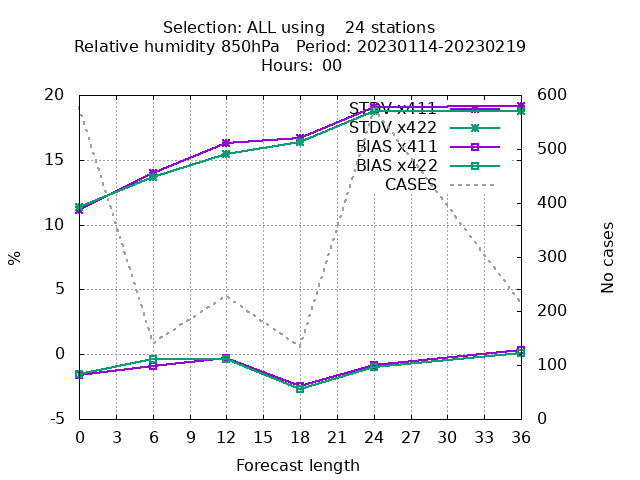 Selection: ALL using    24 stations
Relative humidity 850hPa   Period: 20230114-20230219
Hours: 00
STDV x411
STDV x422
BIAS x411
BIAS x422
CASES
20
15
10
5
0
-5
%
600
500
400
300
200
100
0
No cases
0 3 6 9 12 15 18 21 24 27 30 33 36
Forecast length